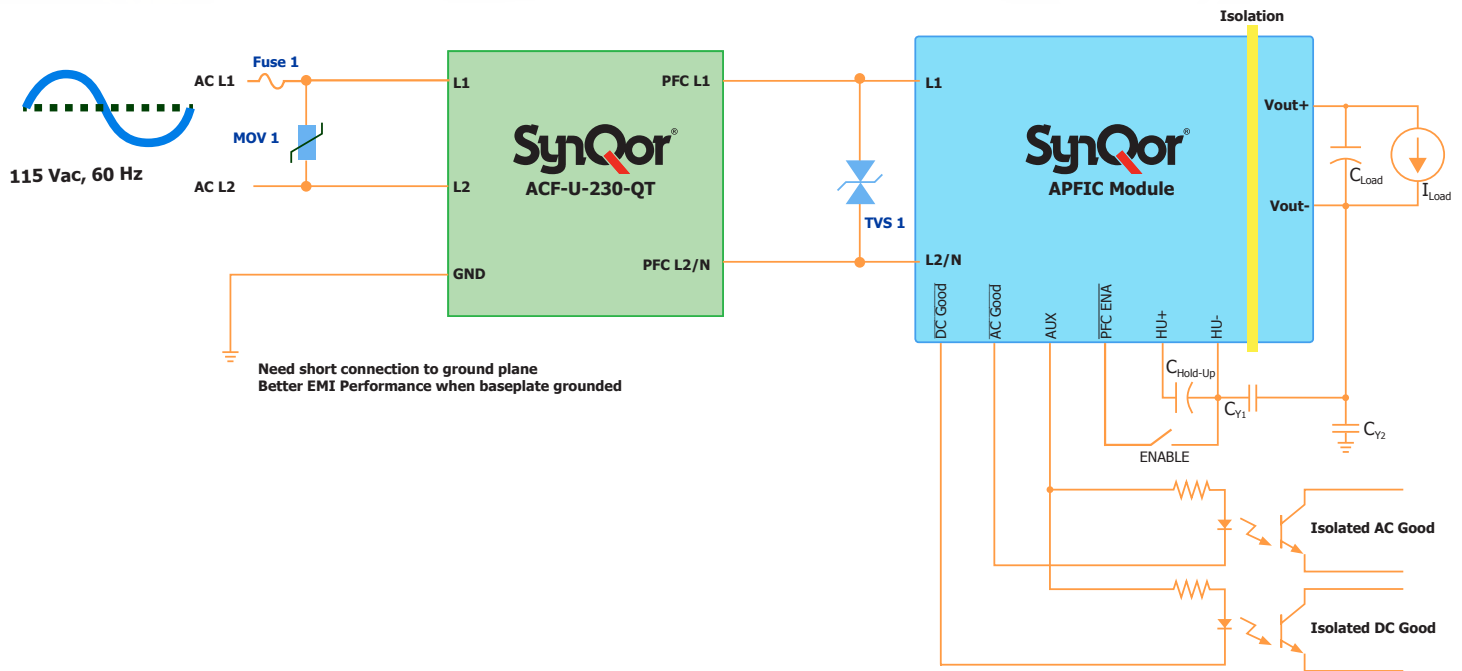 Isolation
Fuse 1
AC L1
L1
PFC L1
L1
Vout+
SynQor®
ACF-U-230-QT
SynQor®
APFIC Module
MOV 1
115 Vac, 60 Hz
AC L2
L2
TVS 1
CLoad
ILoad
Vout-
GND
PFC L2/N
L2/N
DC Good
AC Good
AUX
PFC ENA
HU+
HU-
Need short connection to ground plane
Better EMI Performance when baseplate grounded
CHold-Up
CY1
CY2
ENABLE
Isolated AC Good
Isolated DC Good